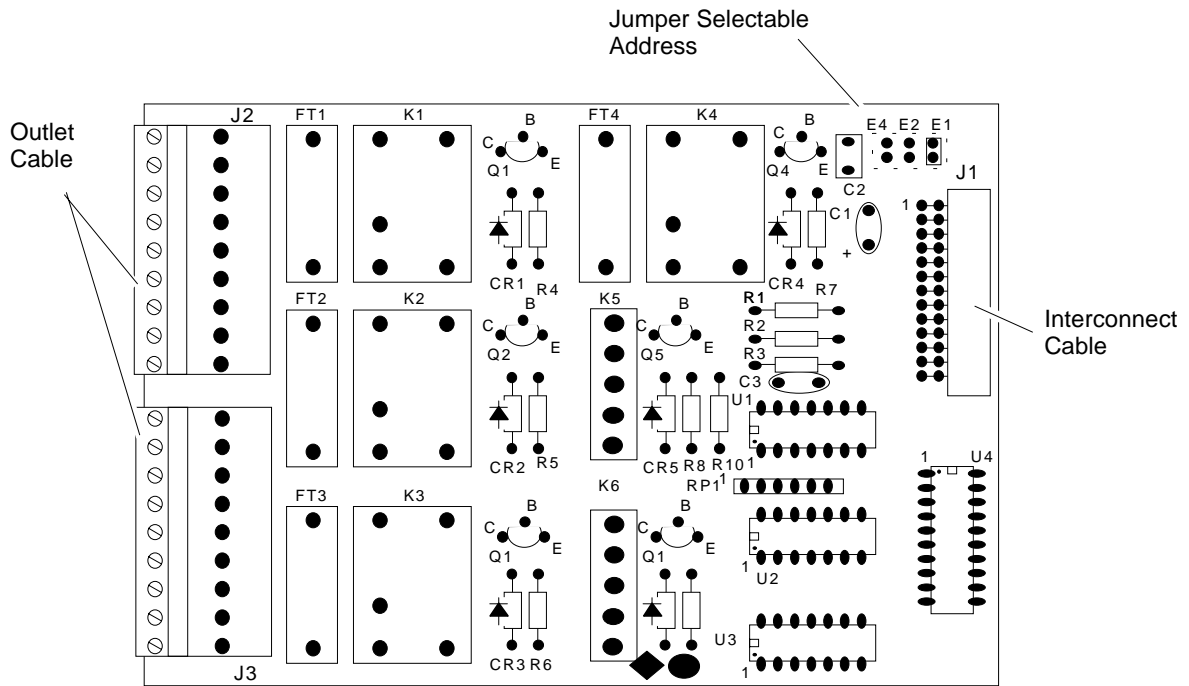 Jumper Selectable
Address
Outlet
Cable
J2 FT1 K1 B FT4 K4 B E4 E2 E1
C C
Q1 E Q4 E J1
C2
1
C1
+
CR1 R4 CR4 R7
FT2 K2 B K5 B R1
C C R2
Q2 E Q5 E R3
C3
U1
Interconnect
Cable
CR2 R5 CR5 R8 R10 1
1 U4
RP1 1
FT3 K3 B K6 B
C C
Q1 E Q1 E
1 U2
U3
CR3 R6 1
J3